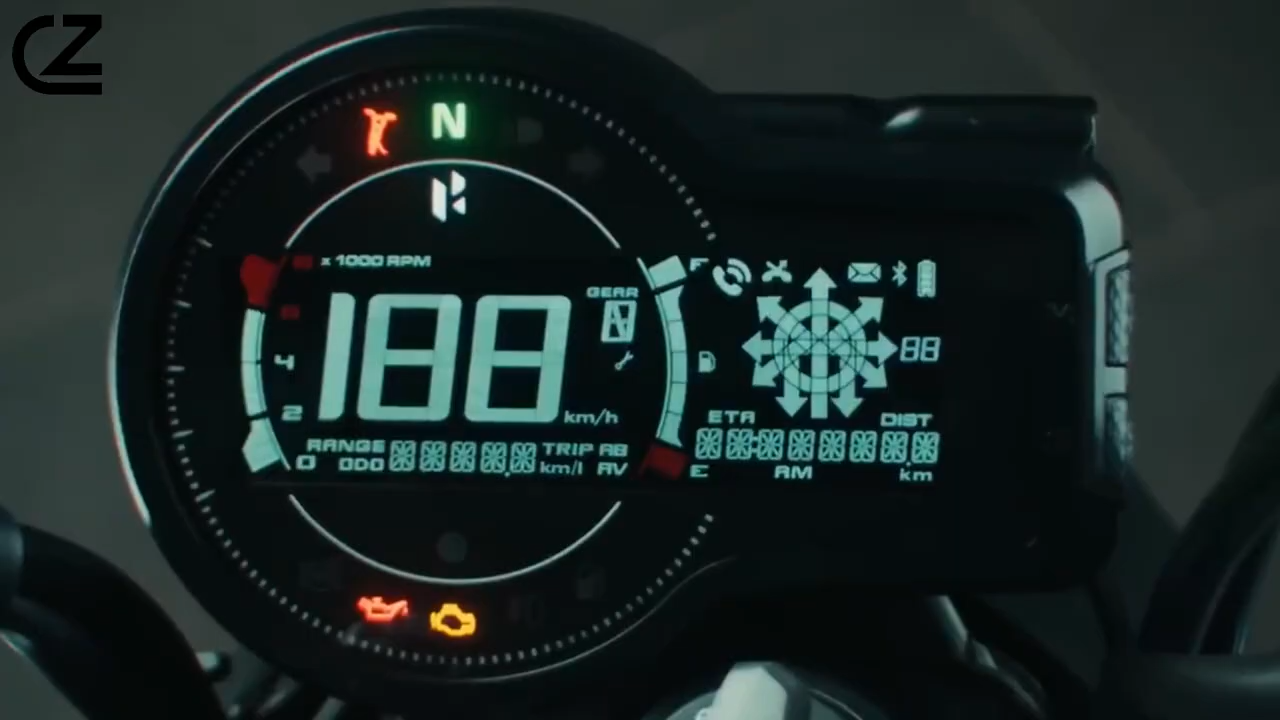 CZ
N
x 1000 RPM
GEAR
N
188
4
2
0
km/h
RANGE
ODO
TRIP AB
km/l AV
F
E
88
ETA DIST
AM km